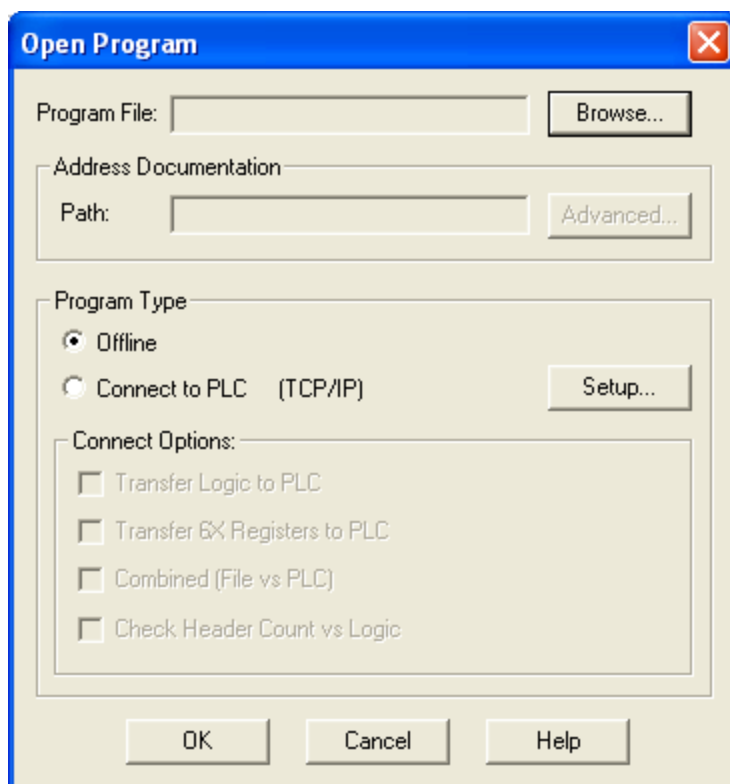 Open Program
Program File: Browse...
Address Documentation
Path: Advanced...
Program Type
Offline
Connect to PLC (TCP/IP) Setup...
Connect Options:
Transfer Logic to PLC
Transfer 6X Registers to PLC
Combined (File vs PLC)
Check Header Count vs Logic
OK Cancel Help